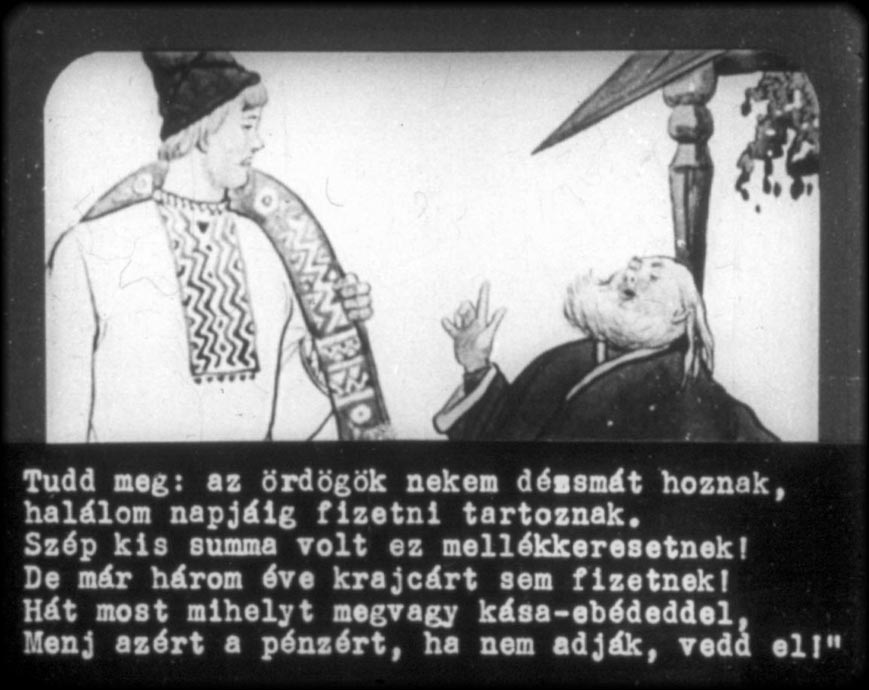 Tudd meg: az ördögök nekem dézsmát hoznak,
halálom napjáig fizetni tartoznak.
Szép kis summa volt ez mellékkeresetnek!
De már három éve krajcárt sem fizetnek!
Hát most mihelyt megvagy kása-ebédeddel,
Menj azért a pénzért, ha nem adják, vedd el!"